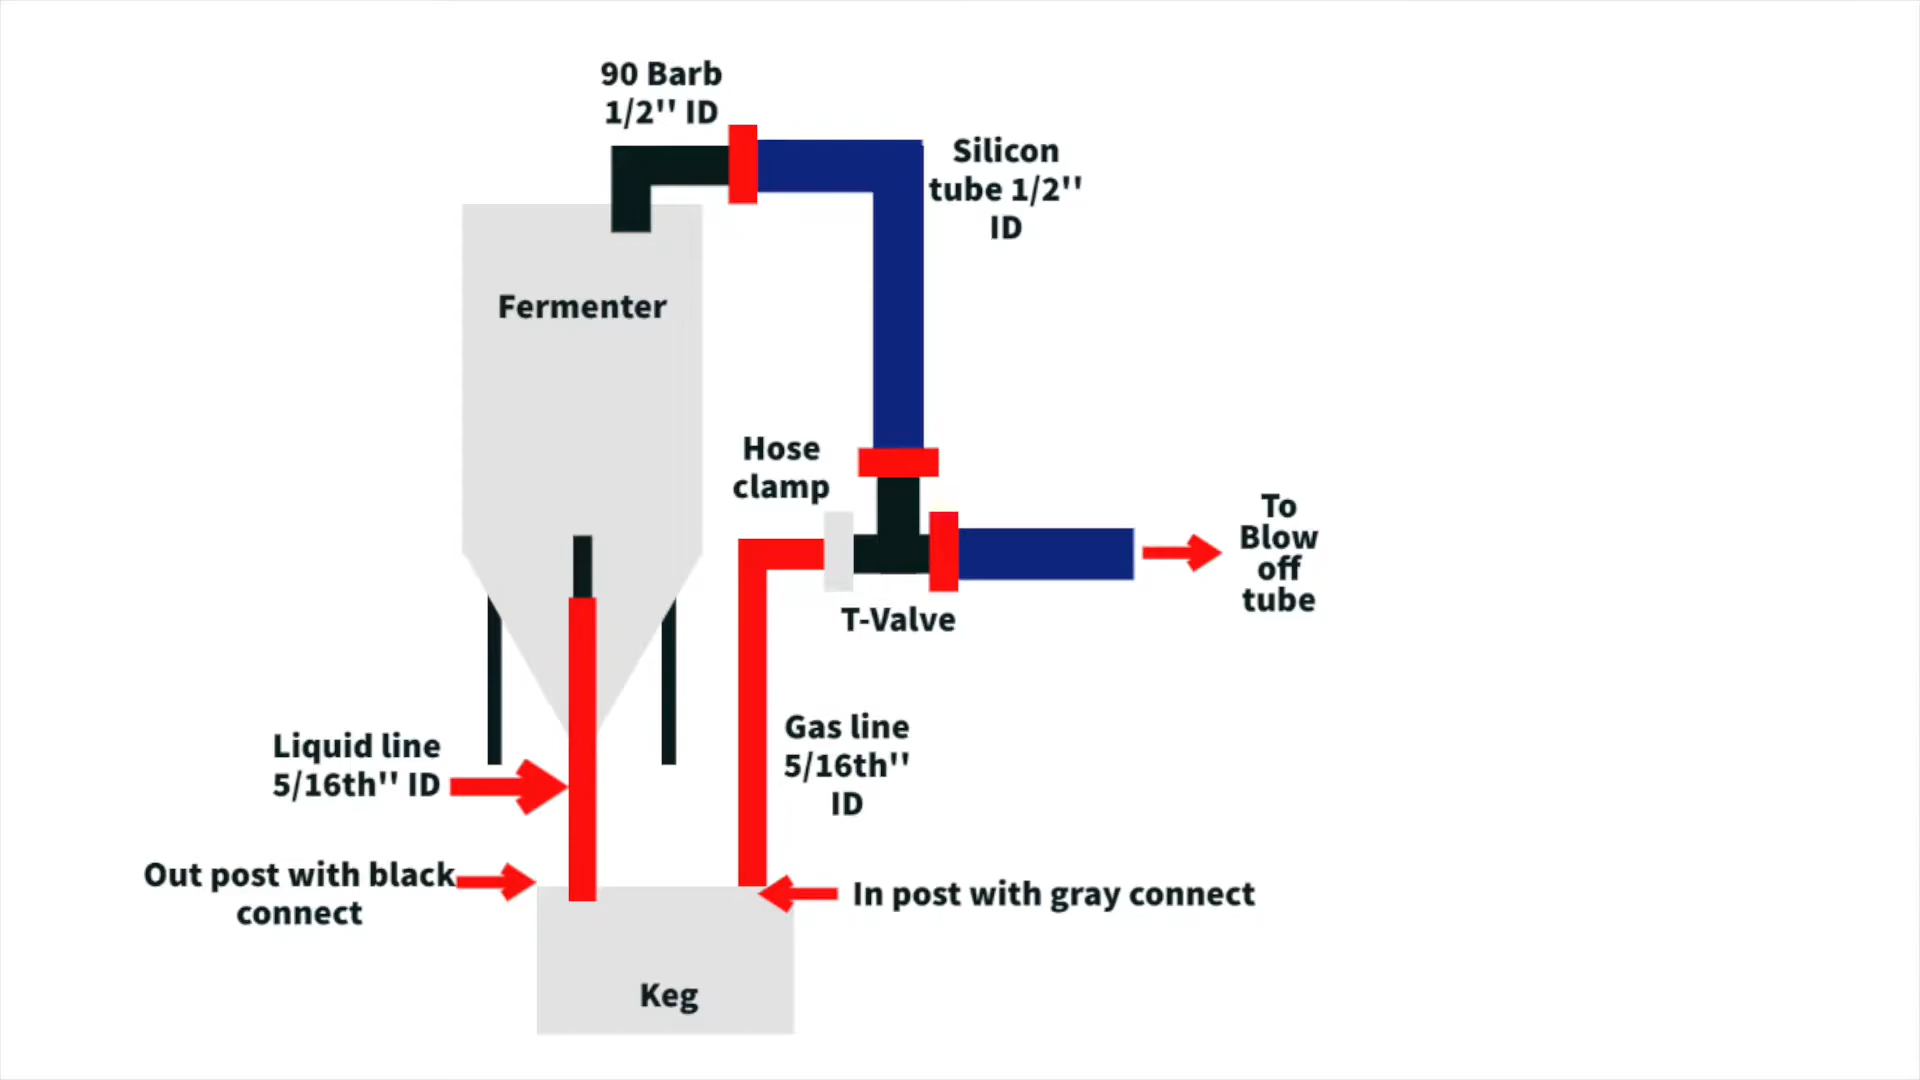 90 Barb
1/2'' ID
Silicon
tube 1/2''
ID
Fermenter
Hose
clamp
To
Blow
off
tube
T-Valve
Liquid line
5/16th'' ID
Gas line
5/16th''
ID
Out post with black
connect
In post with gray connect
Keg